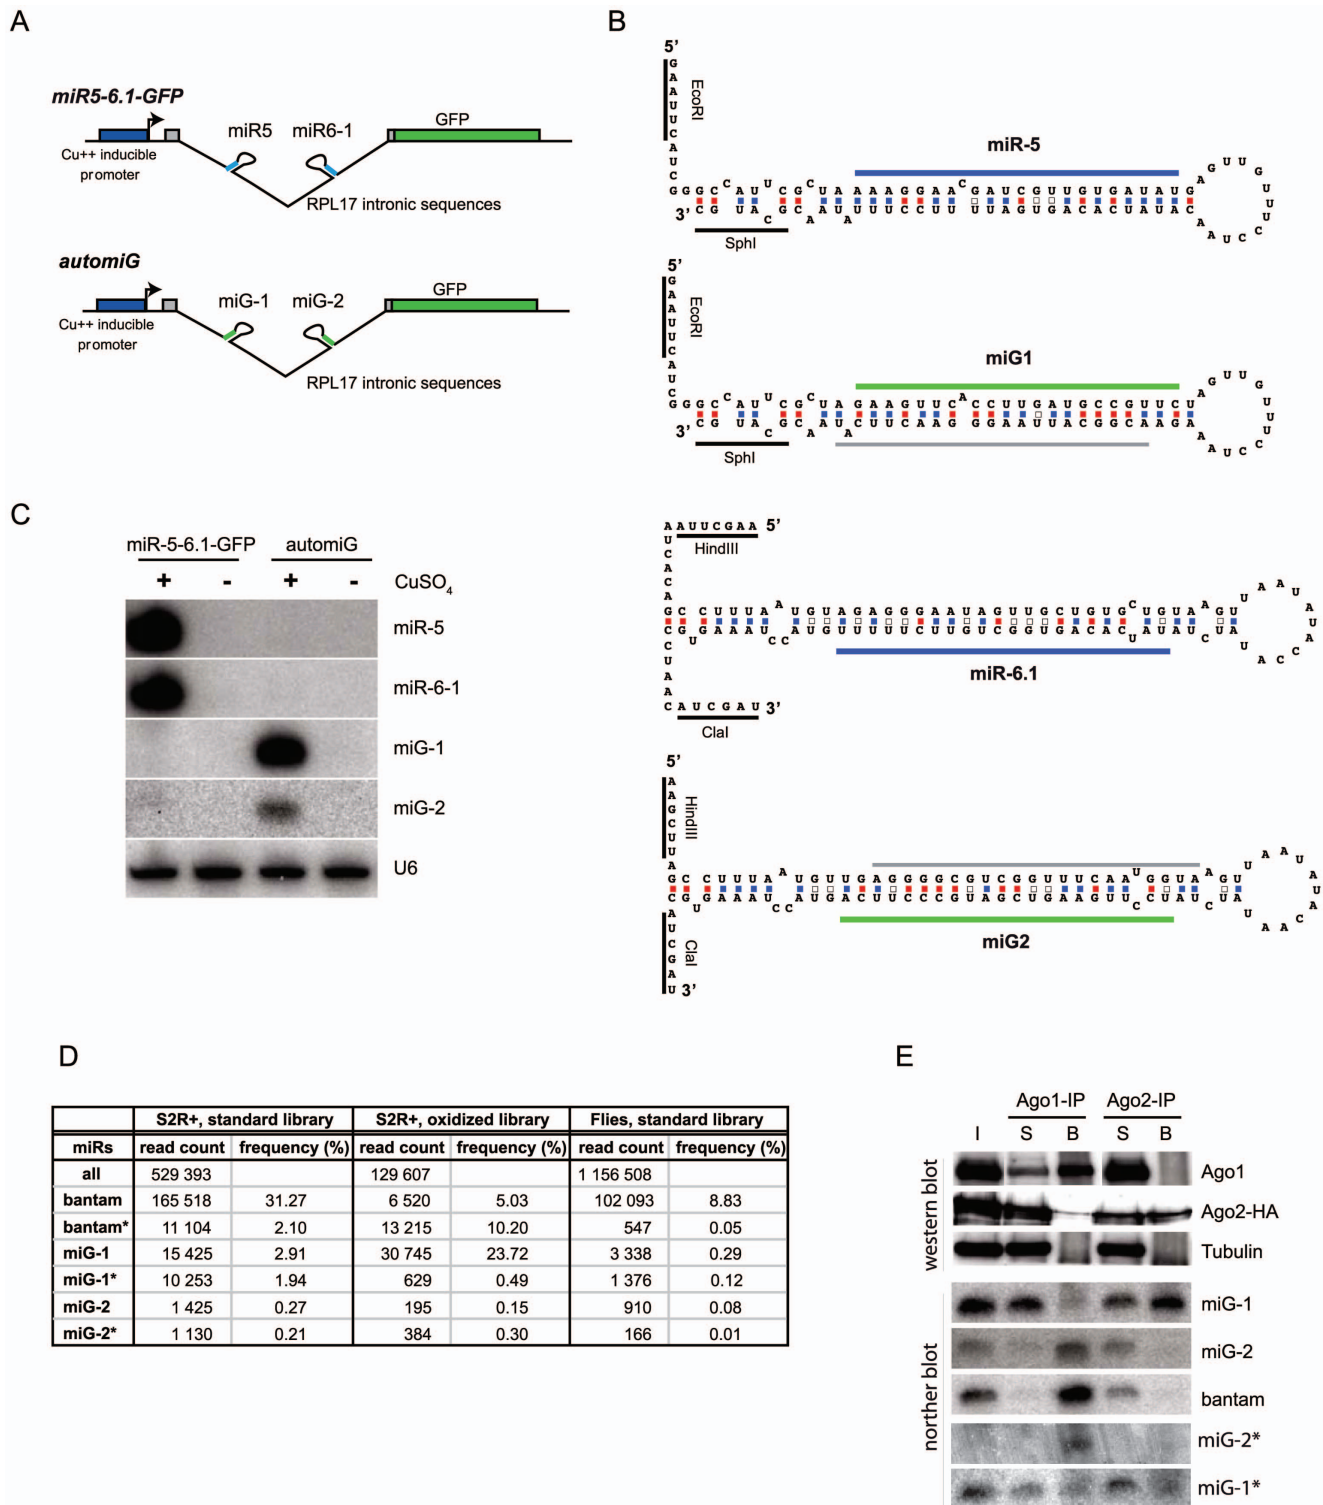 A
miR5-6.1-GFP
miR5
miR6-1
GFP
Cu++ inducible
promoter
RPL17 intronic sequences
automiG
miG-1
miG-2
GFP
Cu++ inducible
promoter
RPL17 intronic sequences
B
5’
EcoRI
miR-5
3’
SphI
5’
EcoRI
miG1
3’
SphI
AAUUCGAA 5’
HindIII
miR-6.1
AUCGAU 3’
ClaI
5’
HindIII
miG2
ClaI
3’
C
miR-5-6.1-GFP automiG
+ - + - CuSO4
miR-5
miR-6-1
miG-1
miG-2
U6
D
S2R+, standard library S2R+, oxidized library Flies, standard library
miRs read count frequency (%) read count frequency (%) read count frequency (%)
all 529 393 129 607 1 156 508
bantam 165 518 31.27 6 520 5.03 102 093 8.83
bantam* 11 104 2.10 13 215 10.20 547 0.05
miG-1 15 425 2.91 30 745 23.72 3 338 0.29
miG-1* 10 253 1.94 629 0.49 1 376 0.12
miG-2 1 425 0.27 195 0.15 910 0.08
miG-2* 1 130 0.21 384 0.30 166 0.01
E
Ago1-IP Ago2-IP
I S B S B
western blot
Ago1
Ago2-HA
Tubulin
norther blot
miG-1
miG-2
bantam
miG-2*
miG-1*